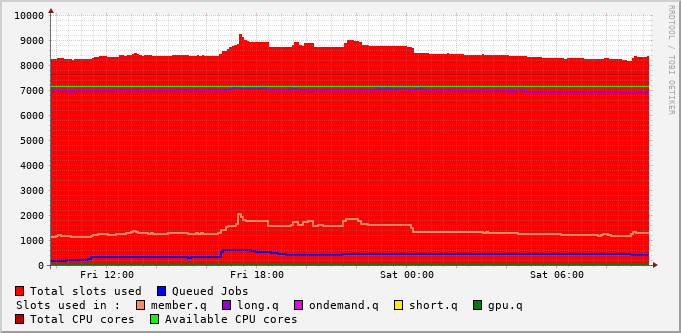 10000
9000
8000
7000
6000
5000
4000
3000
2000
1000
0
Fri 12:00 Fri 18:00 Sat 00:00 Sat 06:00
Total slots used Queued Jobs
Slots used in : member.q long.q ondemand.q short.q gpu.q
Total CPU cores Available CPU cores
RRDTOOL / TOBI OETIKER